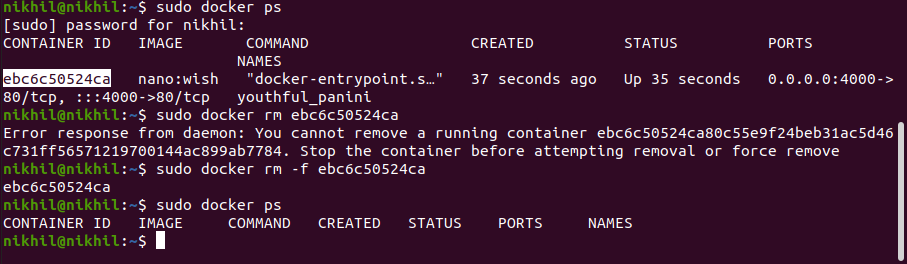 nikhil@nikhil:~$ sudo docker ps
[sudo] password for nikhil:
CONTAINER ID   IMAGE       COMMAND                  CREATED          STATUS          PORTS
                           NAMES
ebc6c50524ca   nano:wish   "docker-entrypoint.s…"   37 seconds ago   Up 35 seconds   0.0.0.0:4000->
80/tcp, :::4000->80/tcp   youthful_panini
nikhil@nikhil:~$ sudo docker rm ebc6c50524ca
Error response from daemon: You cannot remove a running container ebc6c50524ca80c55e9f24beb31ac5d46
c731ff56571219700144ac899ab7784. Stop the container before attempting removal or force remove
nikhil@nikhil:~$ sudo docker rm -f ebc6c50524ca
ebc6c50524ca
nikhil@nikhil:~$ sudo docker ps
CONTAINER ID   IMAGE     COMMAND   CREATED   STATUS    PORTS     NAMES
nikhil@nikhil:~$